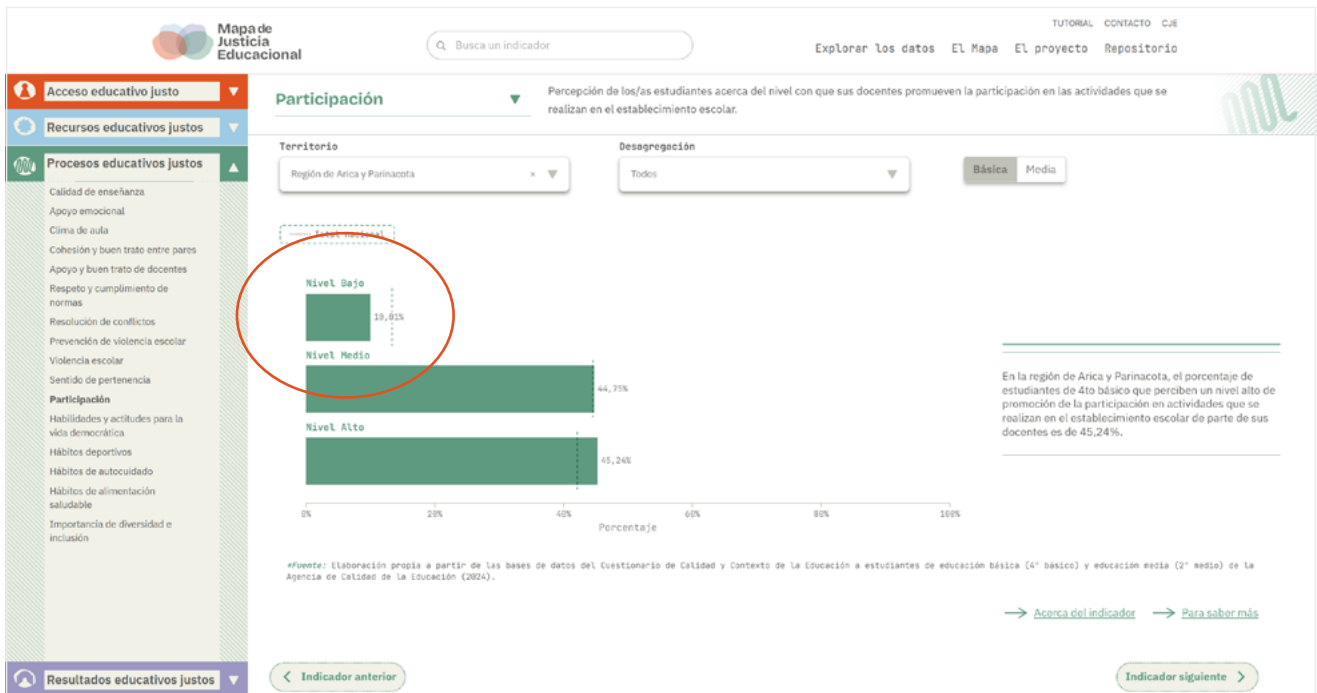 Mapa de
Justicia
Educacional
Busca un indicador
TUTORIAL CONTACTO CJE
Explorar los datos El Mapa El proyecto Repositorio
Acceso educativo justo
Recursos educativos justos
Procesos educativos justos
Calidad de enseñanza
Apoyo emocional
Clima de aula
Cohesión y buen trato entre pares
Apoyo y buen trato de docentes
Respeto y cumplimiento de
normas
Resolución de conflictos
Prevención de violencia escolar
Violencia escolar
Sentido de pertenencia
Participación
Habilidades y actitudes para la
vida democrática
Hábitos deportivos
Hábitos de autocuidado
Hábitos de alimentación
saludable
Importancia de diversidad e
inclusión
Resultados educativos justos
Participación
Percepción de los/as estudiantes acerca del nivel con que sus docentes promueven la participación en las actividades que se
realizan en el establecimiento escolar.
Territorio
Región de Arica y Parinacota ×
Desagregación
Todos
Básica Media
Total nacional
Nivel Bajo
10,01%
Nivel Medio
44,75%
Nivel Alto
45,24%
0% 20% 40% 60% 80% 100%
Porcentaje
En la región de Arica y Parinacota, el porcentaje de
estudiantes de 4to básico que perciben un nivel alto de
promoción de la participación en actividades que se
realizan en el establecimiento escolar de parte de sus
docentes es de 45,24%.
*Fuente: Elaboración propia a partir de las bases de datos del Cuestionario de Calidad y Contexto de la Educación a estudiantes de educación básica (4° básico) y educación media (2° medio) de la
Agencia de Calidad de la Educación (2024).
Acerca del indicador Para saber más
Indicador anterior
Indicador siguiente